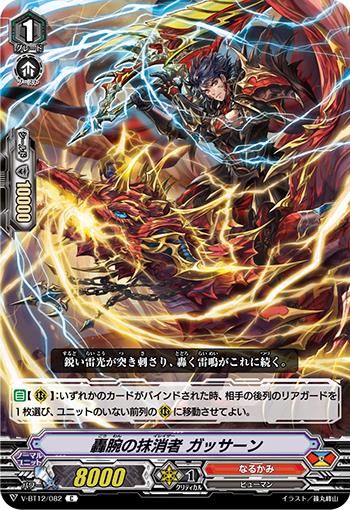 1
グレード
ブースト
シールド
10000
鋭い雷光が突き刺さり、轟く雷鳴がこれに続く。
【(R)】:いずれかのカードがバインドされた時、相手の後列のリアガードを
1枚選び、ユニットのいない前列の(R)に移動させてよい。
ノーマル
ユニット
轟腕の抹消者 ガッサーン
パワー
8000
1
クリティカル
なるかみ
ヒューマン
V-BT12/082 C
イラスト/篠丸峰山